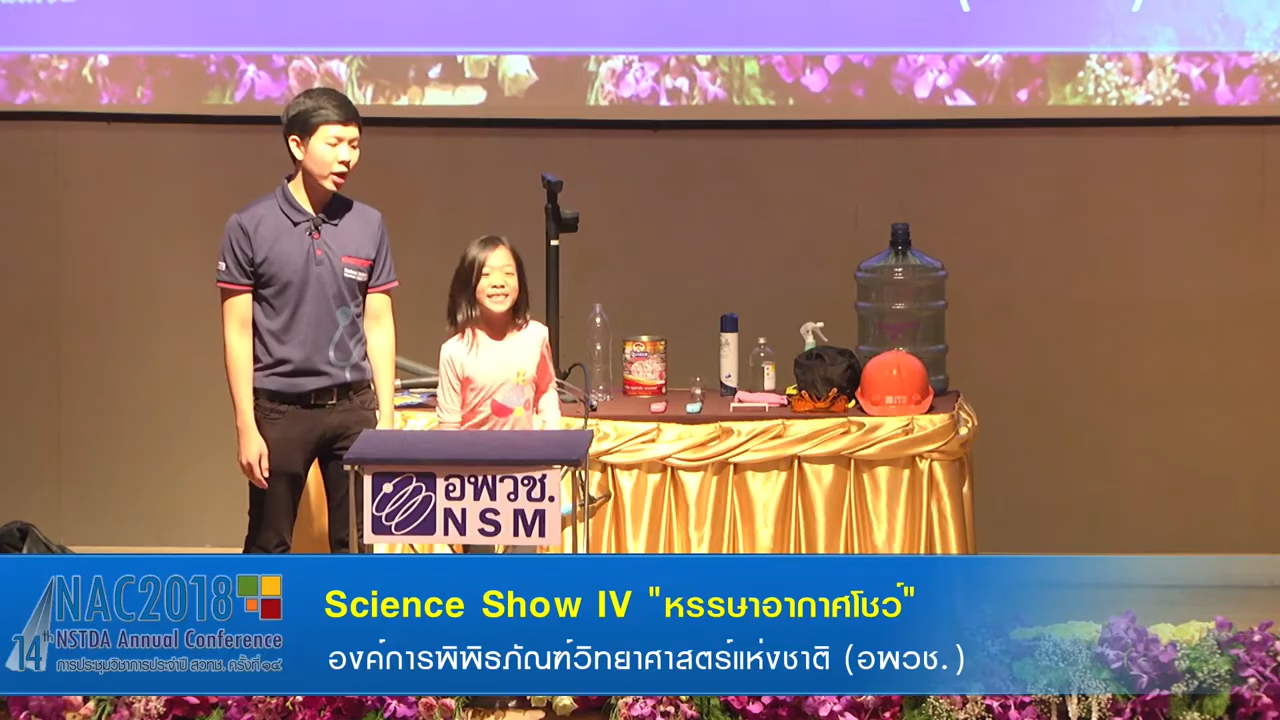 QUAKER
อพวช.
NSM
NAC2018
14th NSTDA Annual Conference
การประชุมวิชาการประจำปี สวทช. ครั้งที่ ๑๔
Science Show IV "หรรษาอากาศโชว์"
องค์การพิพิธภัณฑ์วิทยาศาสตร์แห่งชาติ (อพวช.)